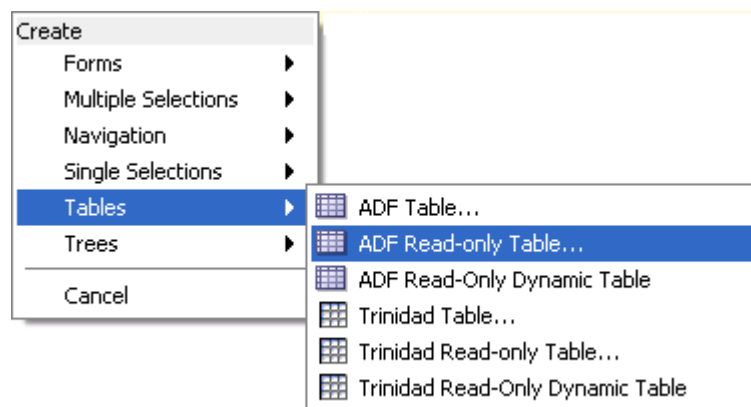 Create
Forms
Multiple Selections
Navigation
Single Selections
Tables
Trees
Cancel
ADF Table...
ADF Read-only Table...
ADF Read-Only Dynamic Table
Trinidad Table...
Trinidad Read-only Table...
Trinidad Read-Only Dynamic Table